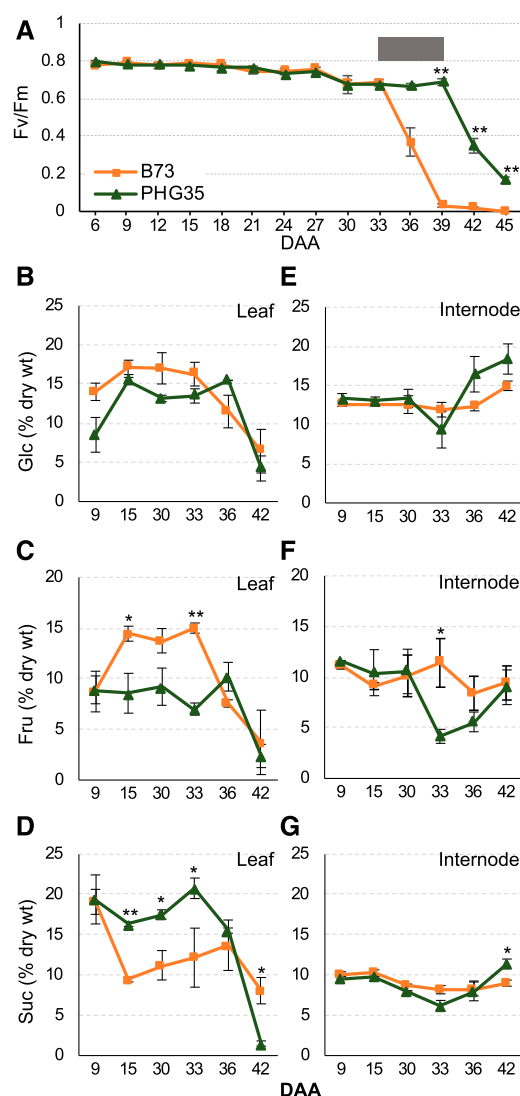 A
Fv/Fm
1
0.8
0.6
0.4
0.2
0
**
**
**
B73
PHG35
6 9 12 15 18 21 24 27 30 33 36 39 42 45
DAA
B
Leaf
Glc (% dry wt)
25
20
15
10
5
0
9 15 30 33 36 42
E
Internode
25
20
15
10
5
0
9 15 30 33 36 42
C
Leaf
Fru (% dry wt)
20
15
10
5
0
* **
9 15 30 33 36 42
F
Internode
20
15
10
5
0
*
9 15 30 33 36 42
D
Leaf
Suc (% dry wt)
25
20
15
10
5
0
** * * *
9 15 30 33 36 42
G
Internode
25
20
15
10
5
0
*
9 15 30 33 36 42
DAA